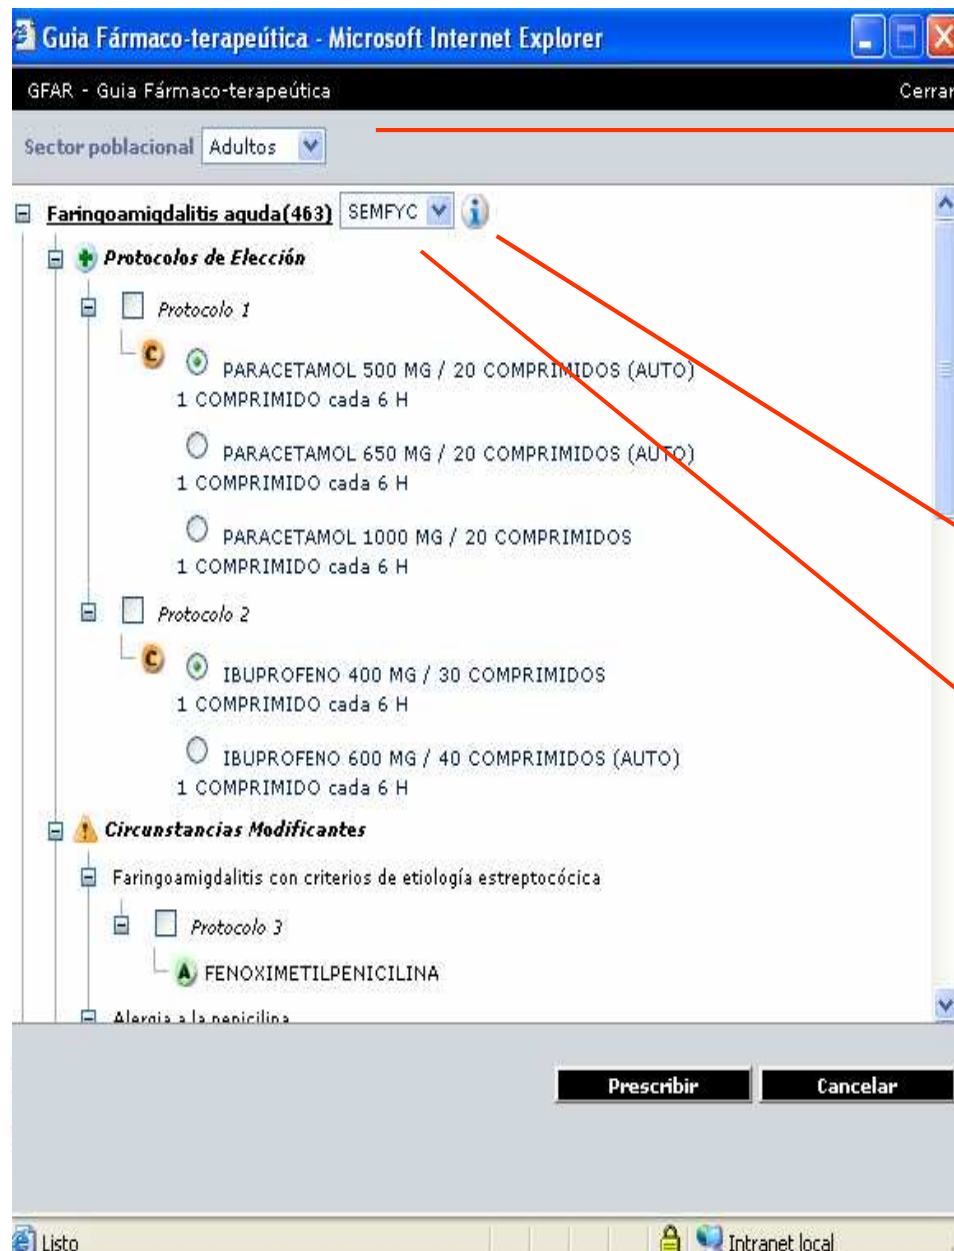 Guia Fármaco-terapeútica - Microsoft Internet Explorer
GFAR - Guia Fármaco-terapeútica Cerrar
Sector poblacional Adultos
Faringoamigdalitis aguda(463) SEMFYC
Protocolos de Elección
Protocolo 1
C PARACETAMOL 500 MG / 20 COMPRIMIDOS (AUTO)
1 COMPRIMIDO cada 6 H
PARACETAMOL 650 MG / 20 COMPRIMIDOS (AUTO)
1 COMPRIMIDO cada 6 H
PARACETAMOL 1000 MG / 20 COMPRIMIDOS
1 COMPRIMIDO cada 6 H
Protocolo 2
C IBUPROFENO 400 MG / 30 COMPRIMIDOS
1 COMPRIMIDO cada 6 H
IBUPROFENO 600 MG / 40 COMPRIMIDOS (AUTO)
1 COMPRIMIDO cada 6 H
Circunstancias Modificantes
Faringoamigdalitis con criterios de etiología estreptocócica
Protocolo 3
A FENOXIMETILPENICILINA
Alergia a la penicilina
Prescribir Cancelar
Listo Intranet local